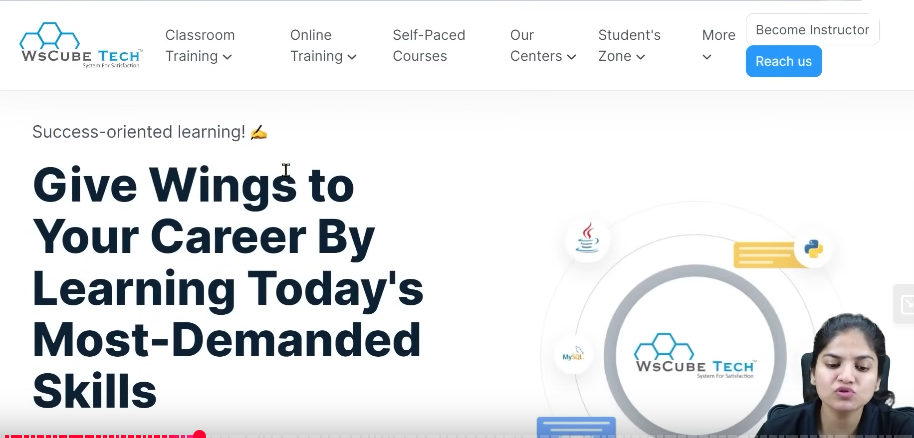 WsCube Tech
System For Satisfaction
Classroom
Training
Online
Training
Self-Paced
Courses
Our
Centers
Student's
Zone
More
Become Instructor
Reach us
Success-oriented learning! ✍️
Give Wings to
Your Career By
Learning Today's
Most-Demanded
Skills
MySQL
WsCube Tech
System For Satisfaction